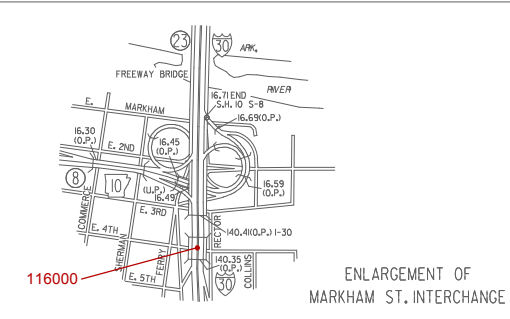 23
30
ARK.
FREEWAY BRIDGE
RIVER
16.71 END
S.H. 10 S-8
E. MARKHAM
16.69(O.P.)
16.30
(O.P.)
E. 2ND
16.45
(O.P.)
8
10
(U.P.)
16.49
16.59
(O.P.)
COMMERCE
E. 3RD
RECTOR
E. 4TH
140.41(O.P.) I-30
SHERMAN
FERRY
140.35
(O.P.)
COLLINS
E. 5TH
30
116000
ENLARGEMENT OF
MARKHAM ST. INTERCHANGE